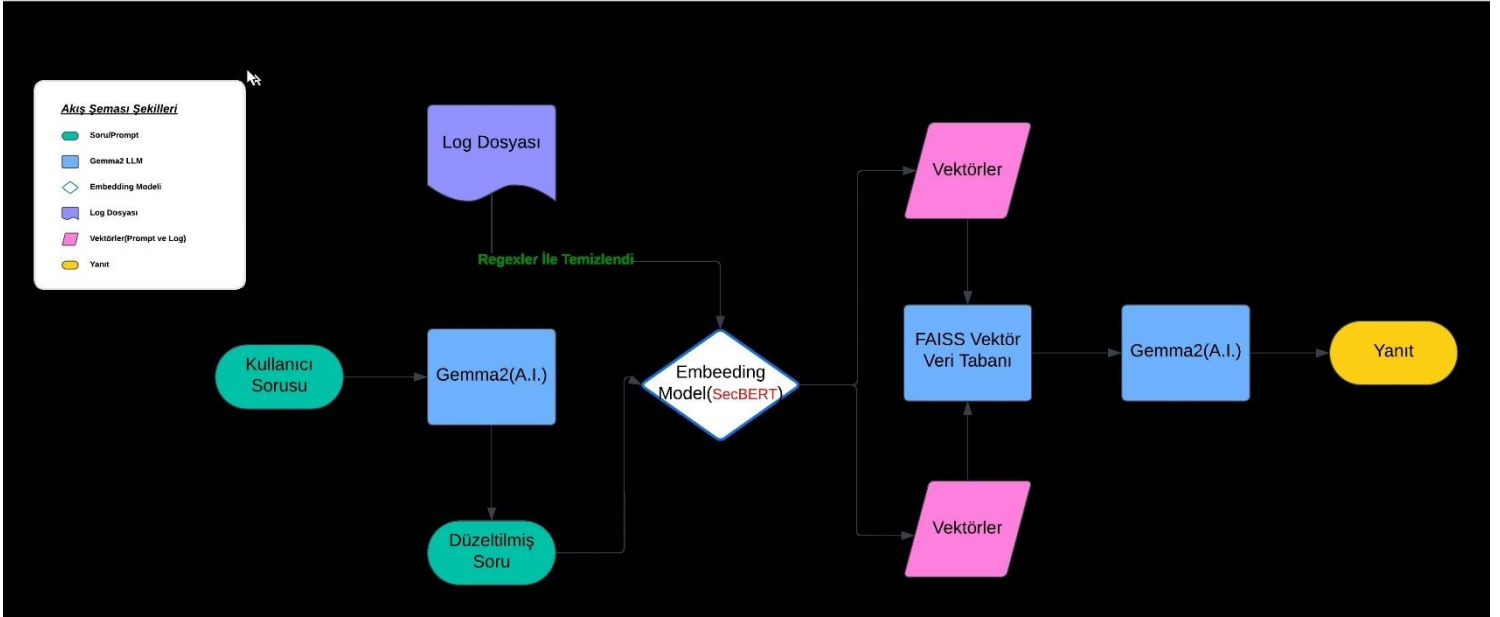 Akış Şeması Şekilleri
Soru/Prompt
Gemma2 LLM
Embedding Modeli
Log Dosyası
Vektörler(Prompt ve Log)
Yanıt
Log Dosyası
Regexler İle Temizlendi
Kullanıcı
Sorusu
Gemma2(A.I.)
Düzeltilmiş
Soru
Embeeding
Model(SecBERT)
Vektörler
FAISS Vektör
Veri Tabanı
Vektörler
Gemma2(A.I.)
Yanıt